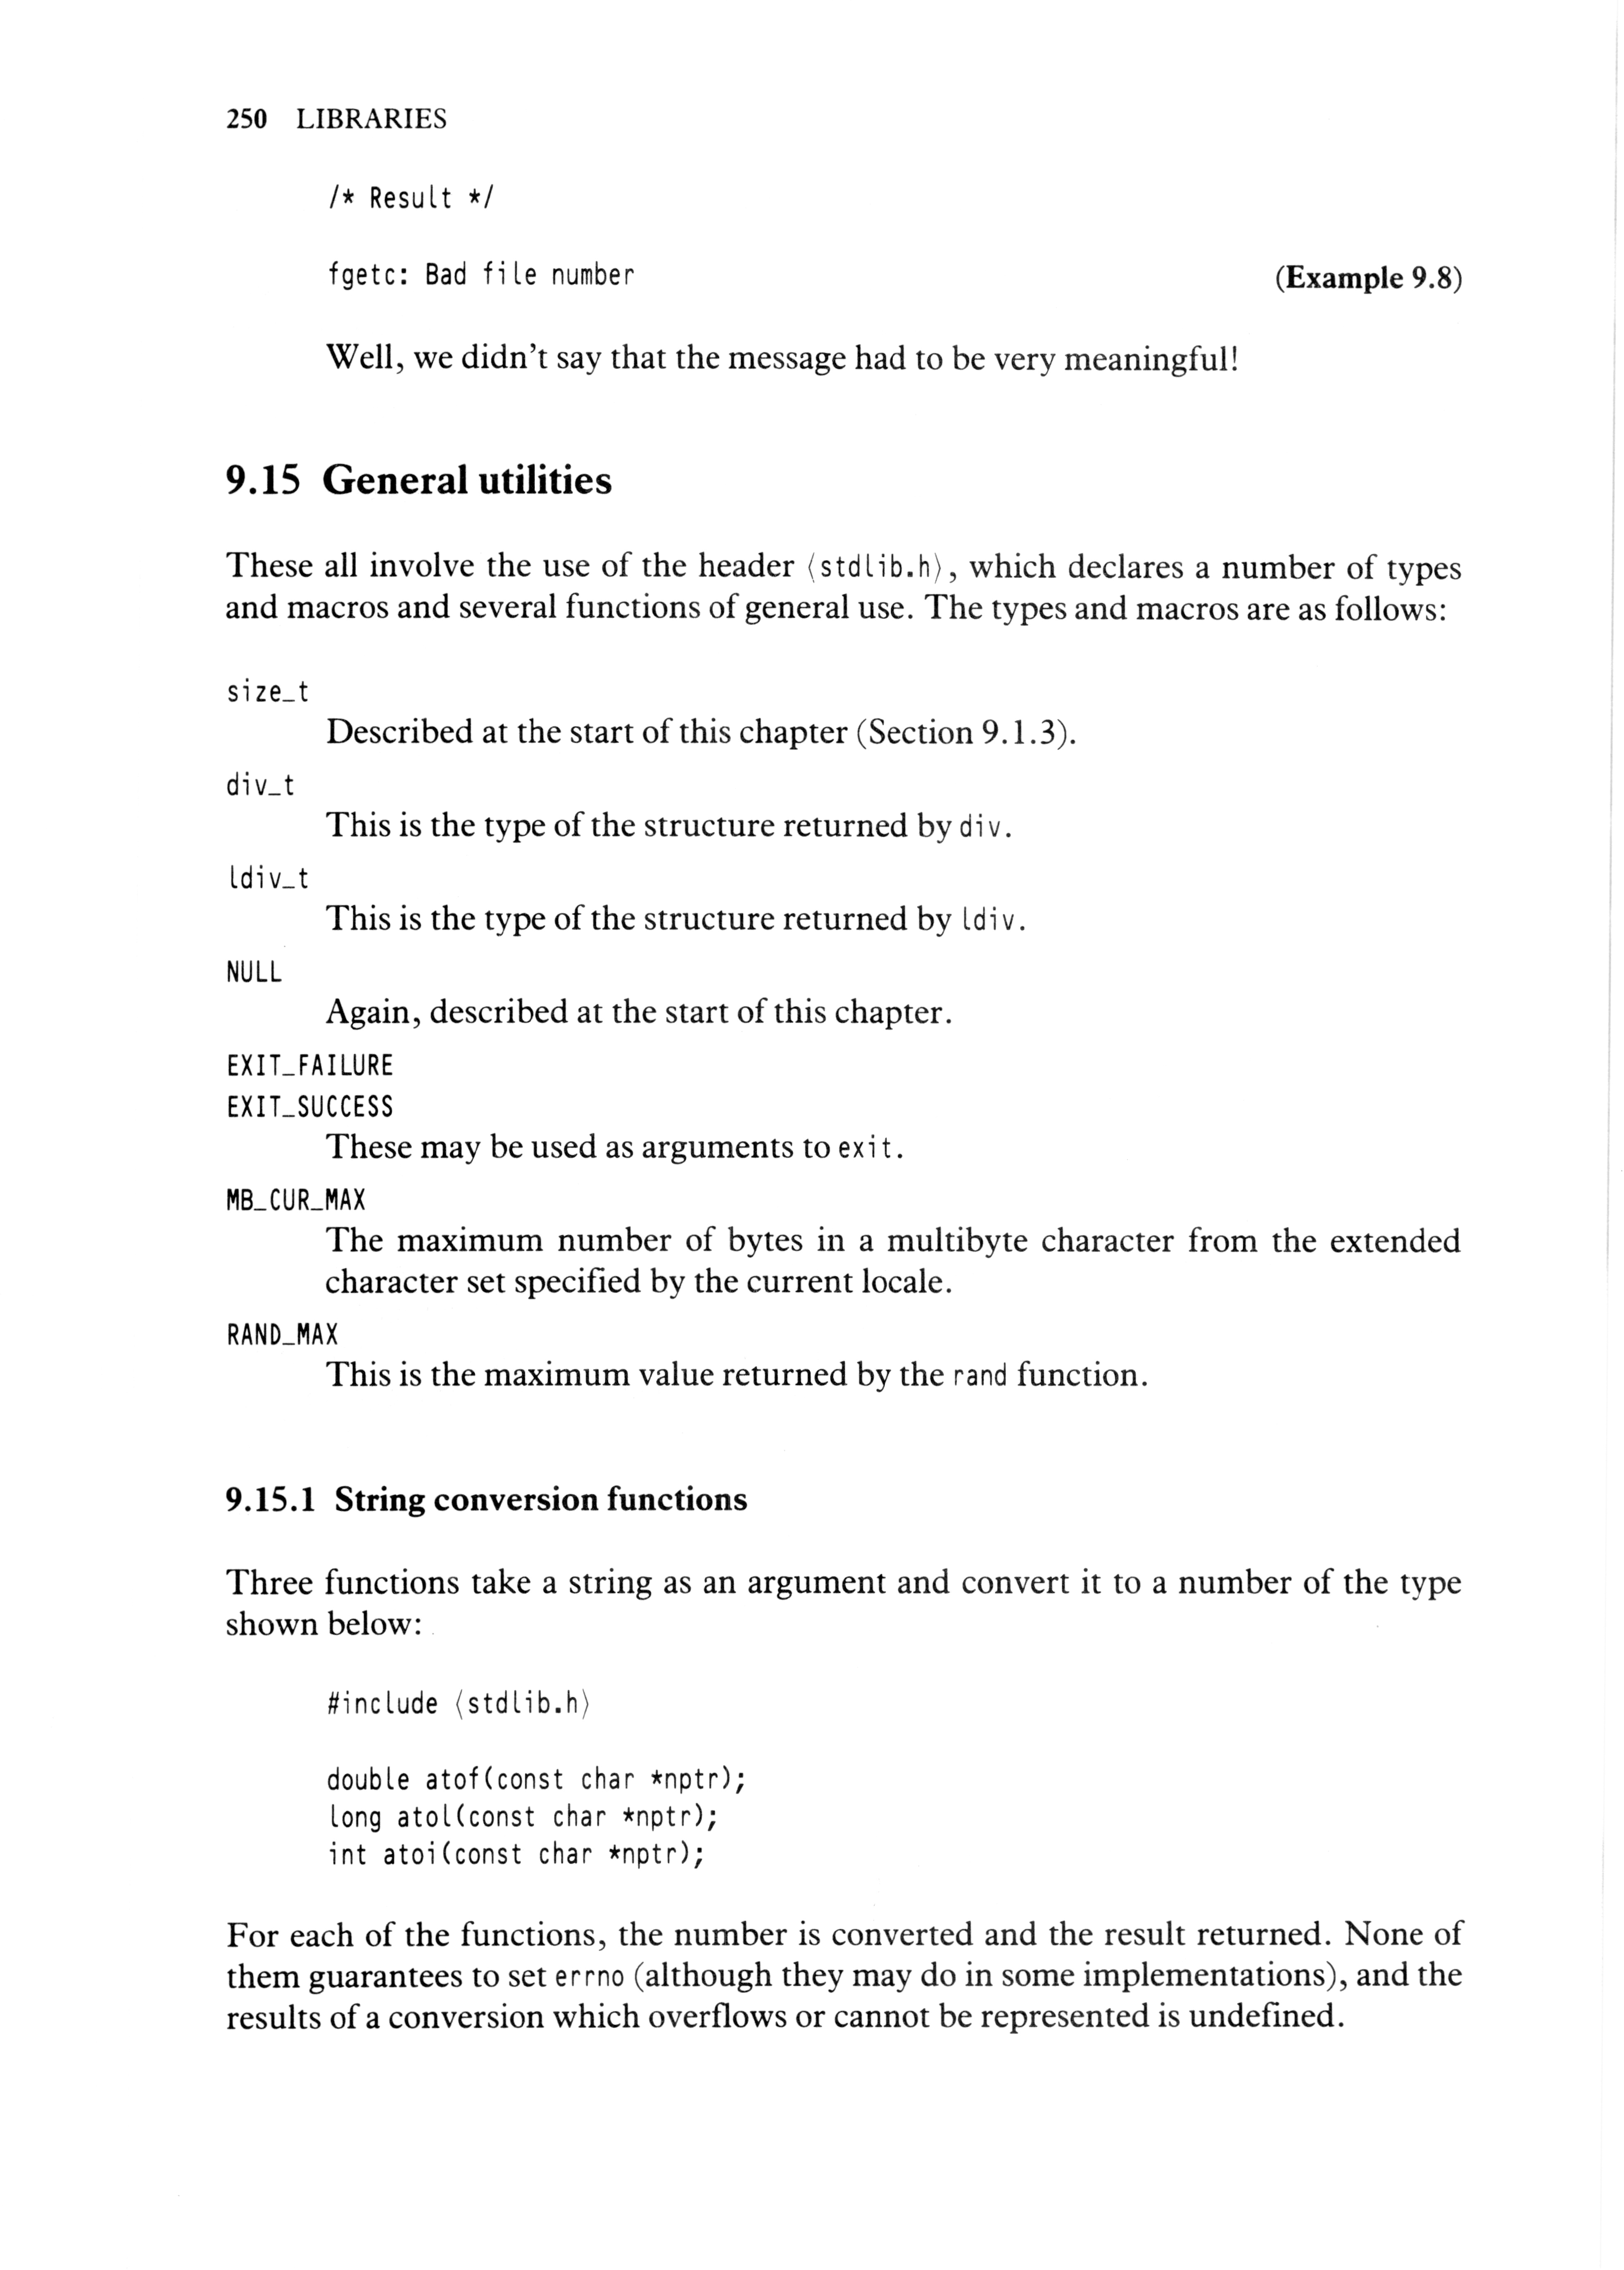 250 LIBRARIES
/* Result */
fgetc: Bad file number (Example 9.8)
Well, we didn't say that the message had to be very meaningful!
9.15 General utilities
These all involve the use of the header ⟨stdlib.h⟩, which declares a number of types
and macros and several functions of general use. The types and macros are as follows:
size_t
Described at the start of this chapter (Section 9.1.3).
div_t
This is the type of the structure returned by div.
ldiv_t
This is the type of the structure returned by ldiv.
NULL
Again, described at the start of this chapter.
EXIT_FAILURE
EXIT_SUCCESS
These may be used as arguments to exit.
MB_CUR_MAX
The maximum number of bytes in a multibyte character from the extended
character set specified by the current locale.
RAND_MAX
This is the maximum value returned by the rand function.
9.15.1 String conversion functions
Three functions take a string as an argument and convert it to a number of the type
shown below:
#include ⟨stdlib.h⟩
double atof(const char *nptr);
long atol(const char *nptr);
int atoi(const char *nptr);
For each of the functions, the number is converted and the result returned. None of
them guarantees to set errno (although they may do in some implementations), and the
results of a conversion which overflows or cannot be represented is undefined.